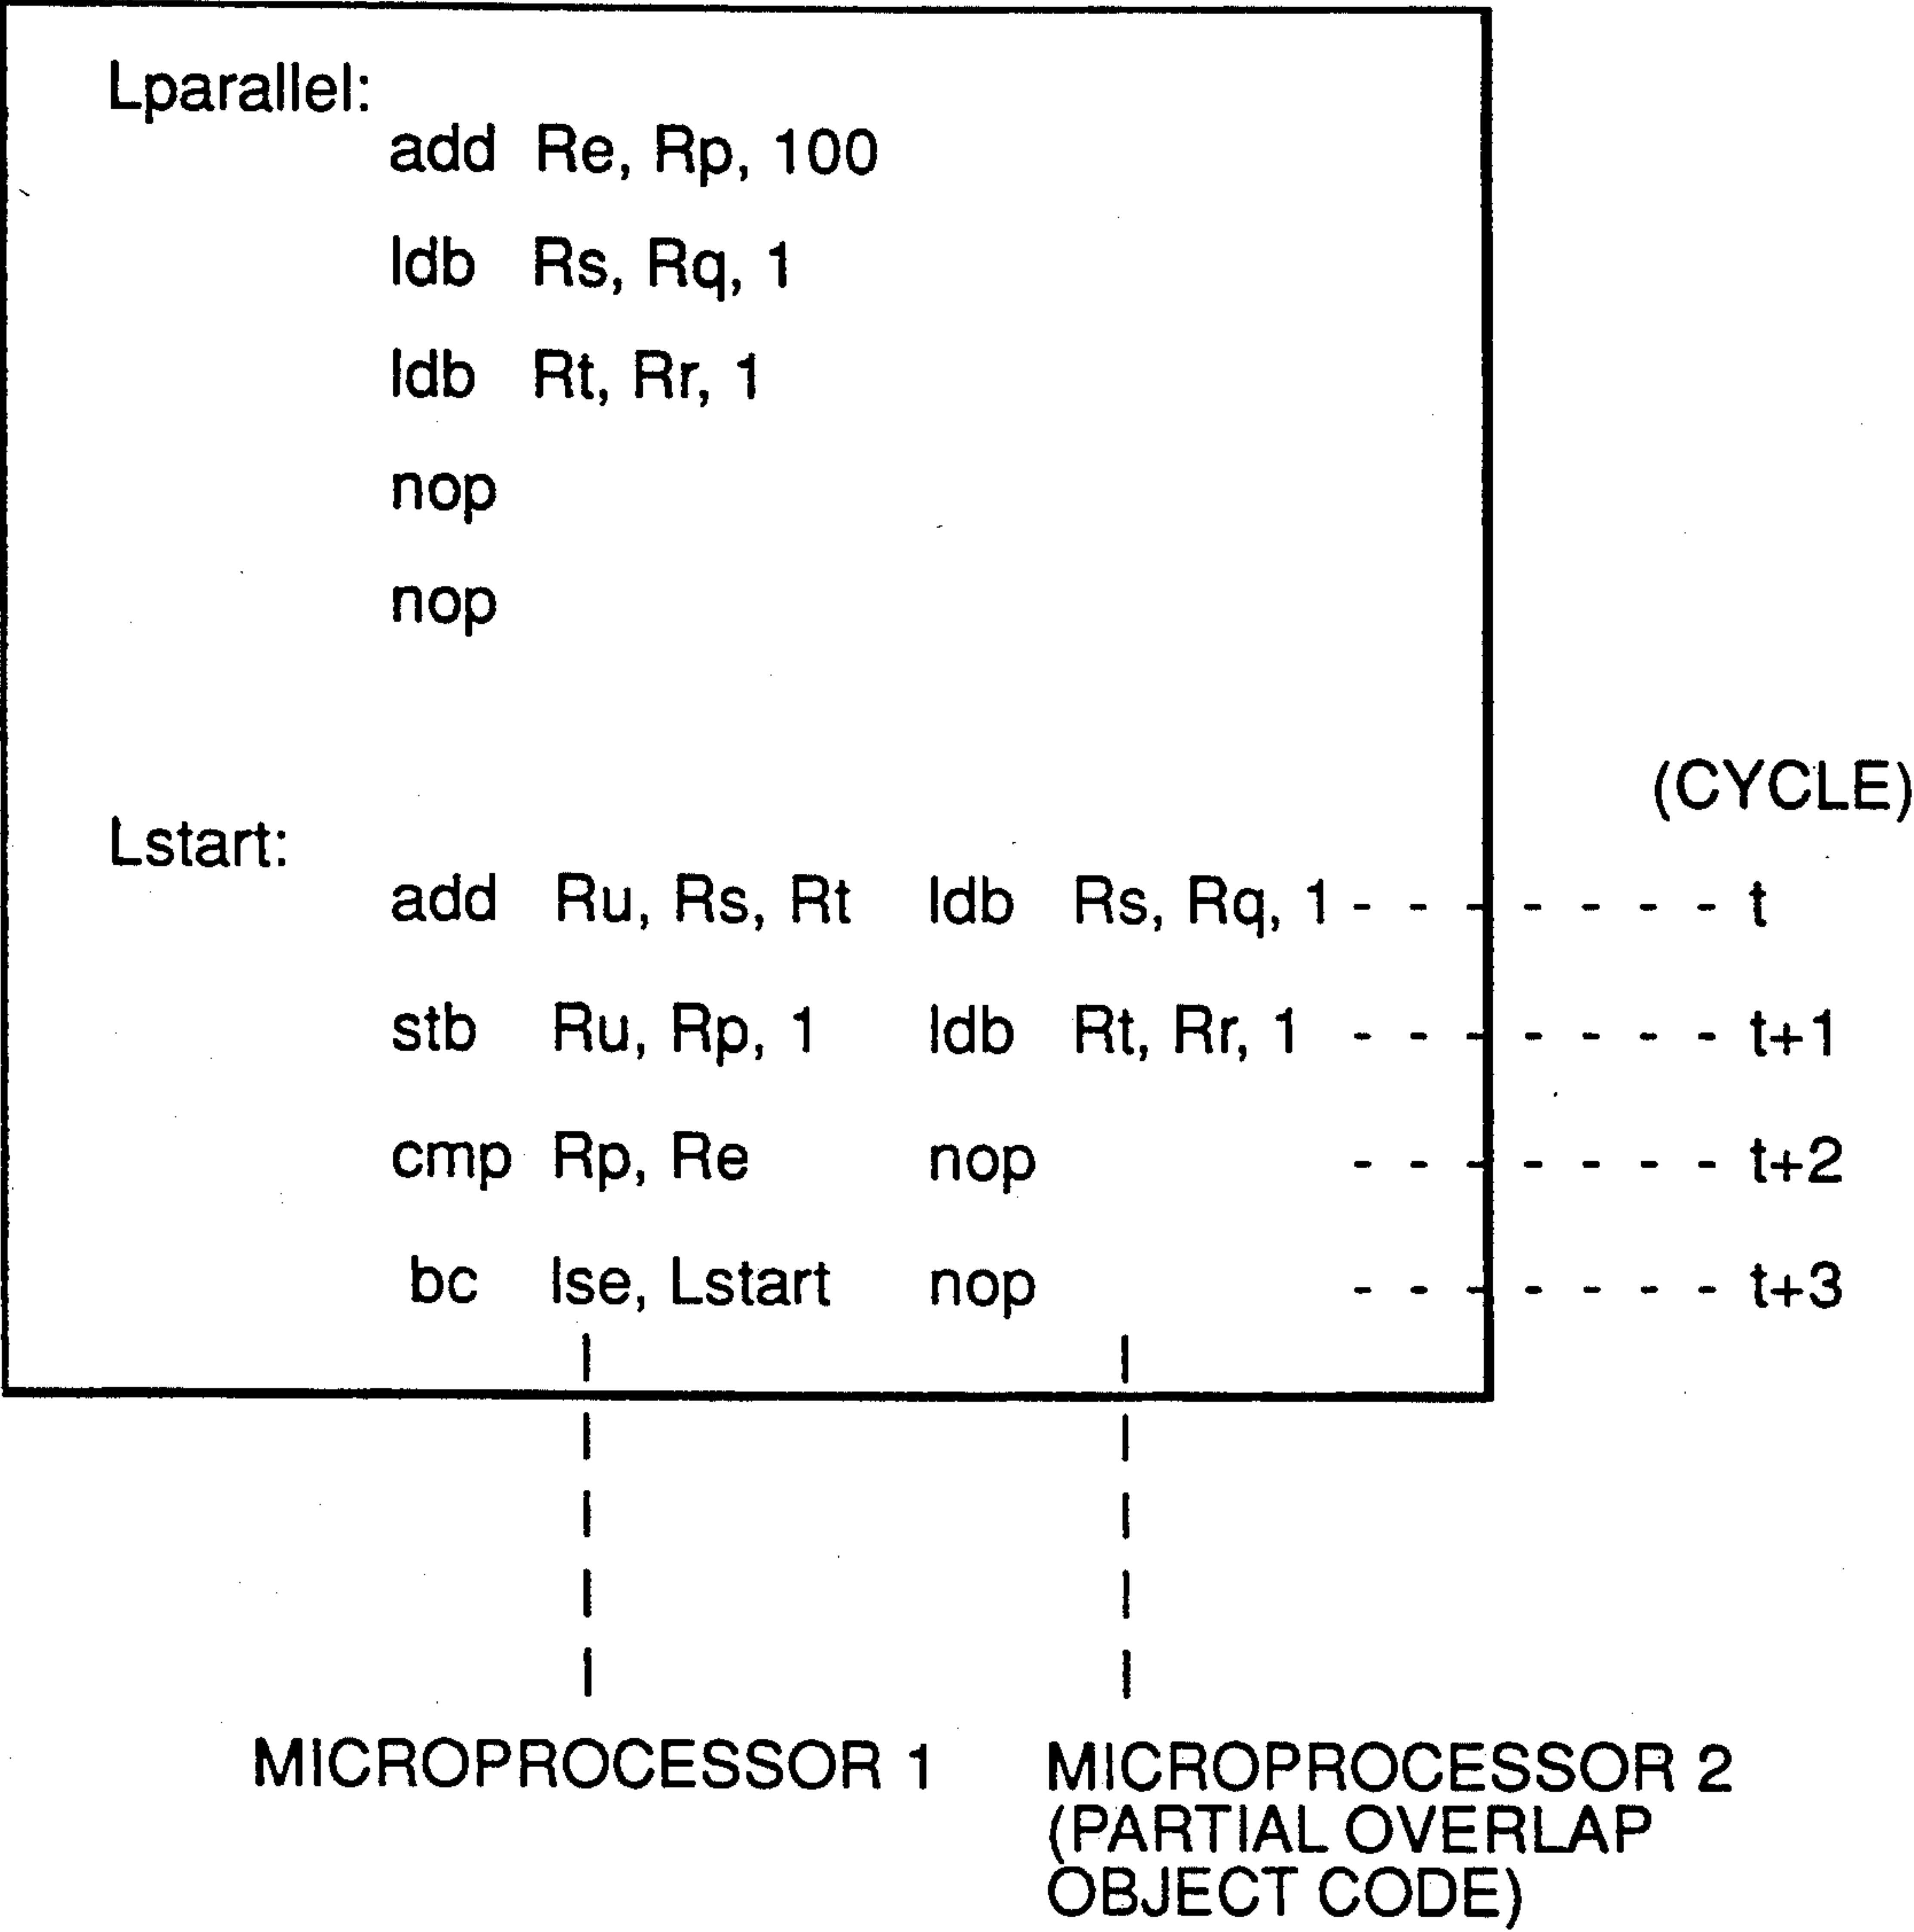 Lparallel:
add Re, Rp, 100
ldb Rs, Rq, 1
ldb Rt, Rr, 1
nop
nop
(CYCLE)
Lstart:
add Ru, Rs, Rt ldb Rs, Rq, 1 - - - - - - - t
stb Ru, Rp, 1 ldb Rt, Rr, 1 - - - - - - - t+1
cmp Rp, Re nop - - - - - - - t+2
bc lse, Lstart nop - - - - - - - t+3
MICROPROCESSOR 1 MICROPROCESSOR 2
(PARTIAL OVERLAP
OBJECT CODE)